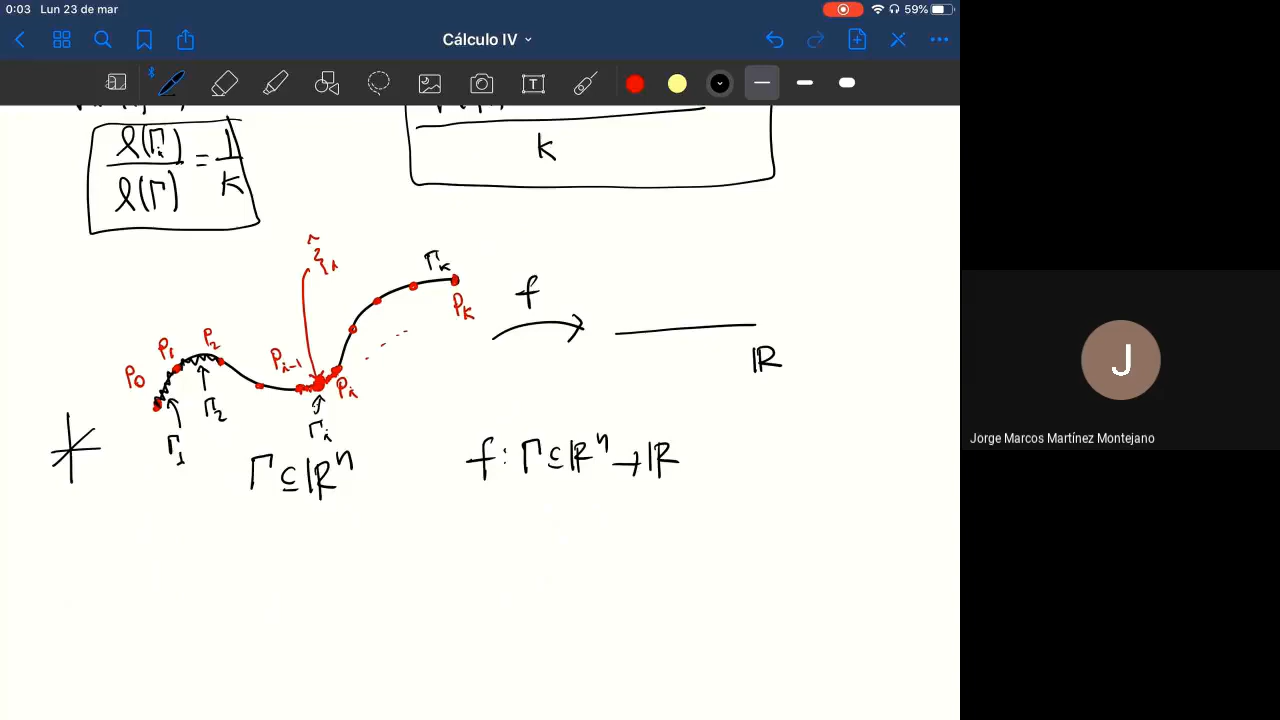 0:03 Lun 23 de mar
59%
Cálculo IV
T
ℓ(Γᵢ)/ℓ(Γ) = 1/k
k
ξ̂ᵢ
Γₖ
f
Pₖ
P₀ P₁ P₂ Pᵢ₋₁ Pᵢ
ℝ
Γ₁ Γ₂ Γᵢ
Γ ⊆ ℝⁿ
f: Γ ⊆ ℝⁿ → ℝ
J
Jorge Marcos Martínez Montejano